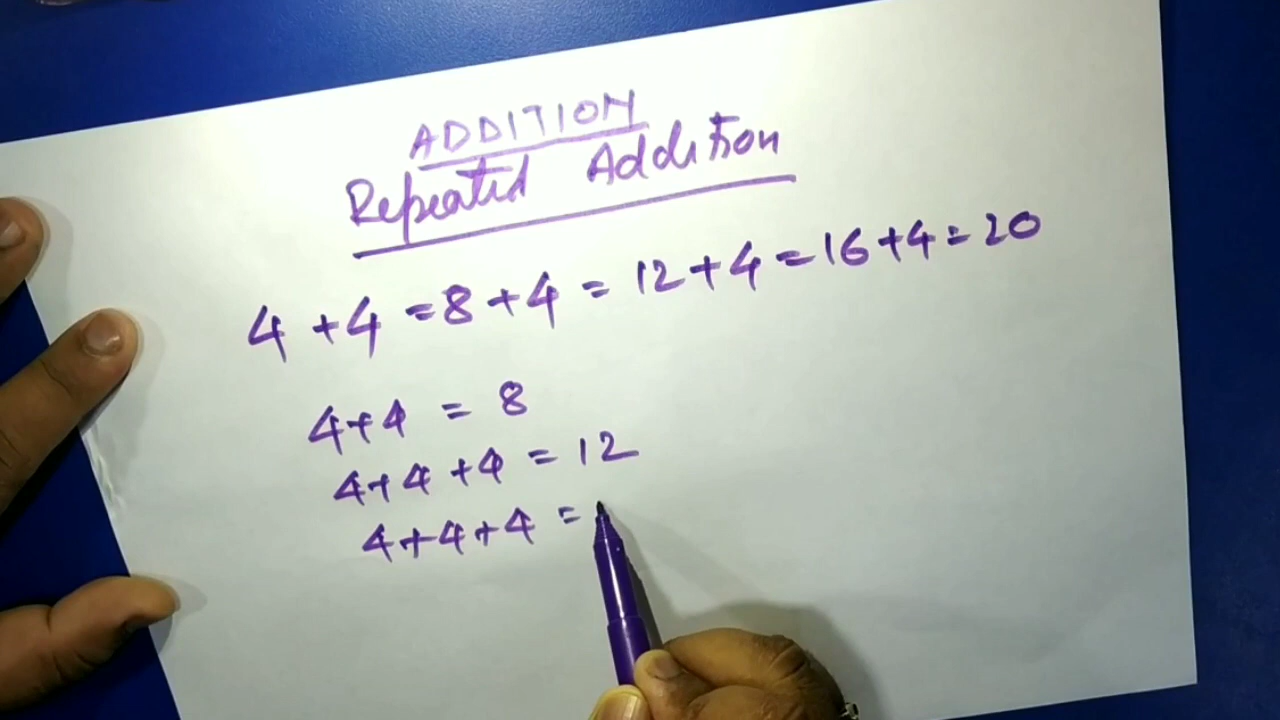 ADDITION
Repeated Addition
4 + 4 = 8 + 4 = 12 + 4 = 16 + 4 = 20
4 + 4 = 8
4 + 4 + 4 = 12
4 + 4 + 4 =